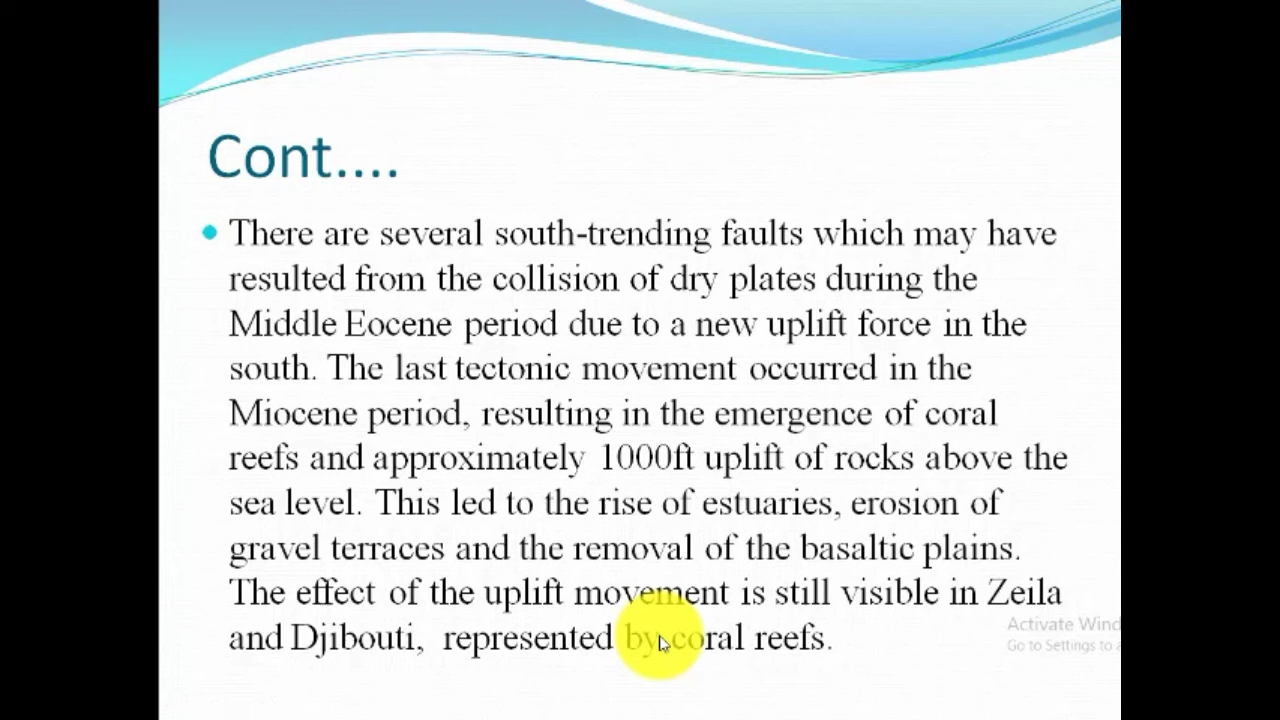 Cont....
There are several south-trending faults which may have
resulted from the collision of dry plates during the
Middle Eocene period due to a new uplift force in the
south. The last tectonic movement occurred in the
Miocene period, resulting in the emergence of coral
reefs and approximately 1000ft uplift of rocks above the
sea level. This led to the rise of estuaries, erosion of
gravel terraces and the removal of the basaltic plains.
The effect of the uplift movement is still visible in Zeila
and Djibouti, represented by coral reefs.
Activate Wind
Go to Settings to a